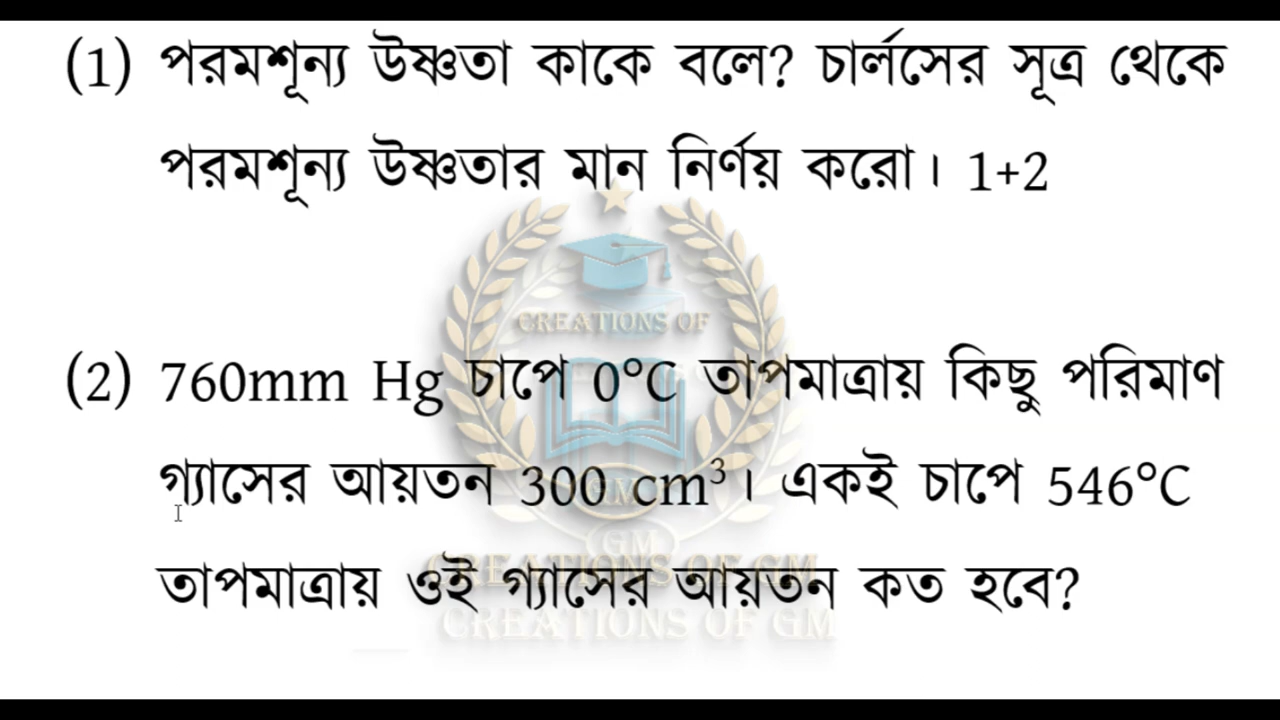 (1) পরমশূন্য উষ্ণতা কাকে বলে? চার্লসের সূত্র থেকে
পরমশূন্য উষ্ণতার মান নির্ণয় করো। 1+2
CREATIONS OF
(2) 760mm Hg চাপে 0°C তাপমাত্রায় কিছু পরিমাণ
গ্যাসের আয়তন 300 cm³। একই চাপে 546°C
GM
GM
CREATIONS OF GM
তাপমাত্রায় ওই গ্যাসের আয়তন কত হবে?
CREATIONS OF GM